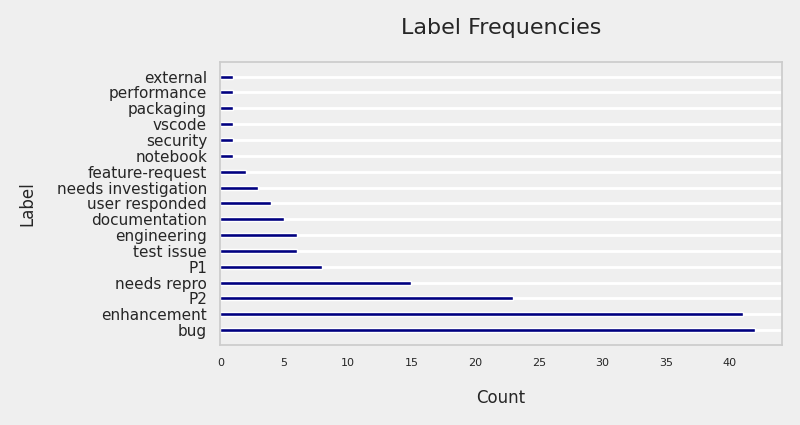 Label Frequencies
external
performance
packaging
vscode
security
notebook
feature-request
needs investigation
user responded
documentation
engineering
test issue
P1
needs repro
P2
enhancement
bug
Label
0 5 10 15 20 25 30 35 40
Count